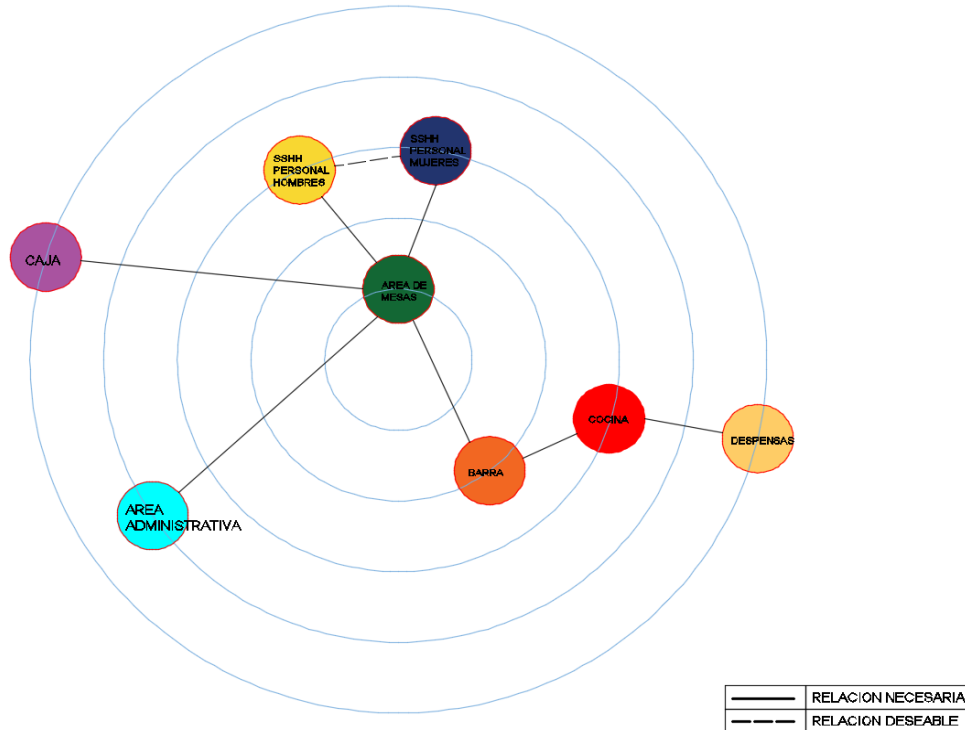 SSHH
PERSONAL
MUJERES
SSHH
PERSONAL
HOMBRES
CAJA
AREA DE
MESAS
COCINA
DESPENSAS
BARRA
AREA
ADMINISTRATIVA
RELACION NECESARIA
RELACION DESEABLE